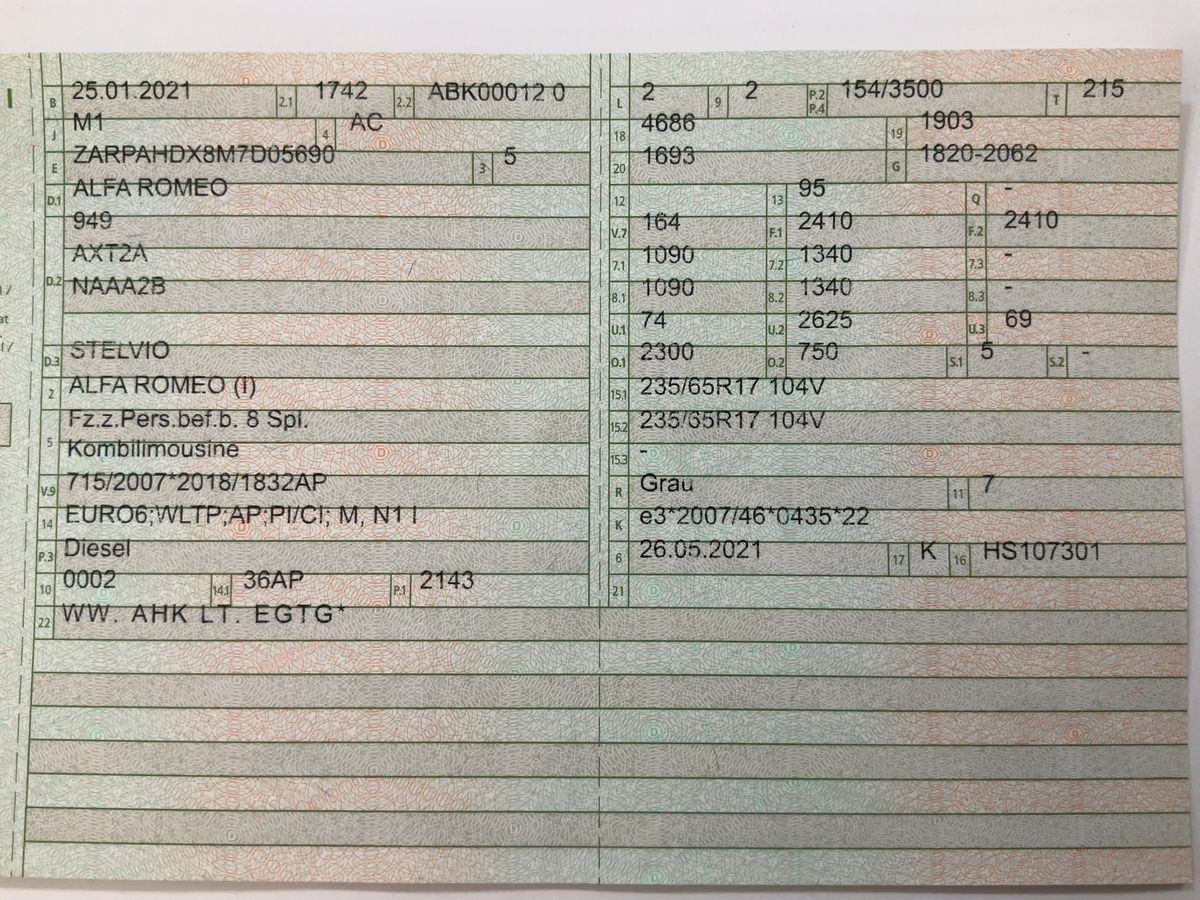 B 25.01.2021 2.1 1742 2.2 ABK00012 0
J M1 4 AC
E ZARPAHDX8M7D05690 3 5
D.1 ALFA ROMEO
949
D.2 AXT2A
NAAA2B
D.3 STELVIO
2 ALFA ROMEO (I)
5 Fz.z.Pers.bef.b. 8 Spl.
Kombilimousine
V.9 715/2007*2018/1832AP
14 EURO6;WLTP;AP;PI/CI; M, N1 I
P.3 Diesel
10 0002 14.1 36AP P.1 2143
L 2 9 2 P.2 P.4 154/3500 T 215
18 4686 19 1903
20 1693 G 1820-2062
12 13 95 Q -
V.7 164 F.1 2410 F.2 2410
7.1 1090 7.2 1340 7.3 -
8.1 1090 8.2 1340 8.3 -
U.1 74 U.2 2625 U.3 69
O.1 2300 O.2 750 S.1 5 S.2 -
15.1 235/65R17 104V
15.2 235/65R17 104V
15.3 -
R Grau 11 7
K e3*2007/46*0435*22
6 26.05.2021 17 K 16 HS107301
21
22 WW. AHK LT. EGTG*